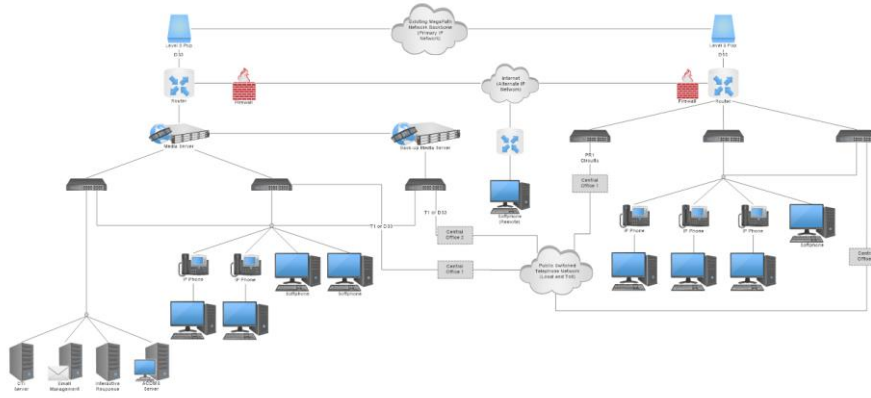 Existing MegaPath
Network Backbone
(Primary IP
Network)
Level 3 Pop
DS3
Level 3 Pop
DS3
Internet
(Alternate IP
Network)
Router
Firewall
Firewall
Router
Media Server
Back-up Media Server
PRI
Circuits
Central
Office 1
T1 or DS3
Softphone
(Remote)
T1 or DS3
Central
Office 2
IP Phone
IP Phone
IP Phone
Softphone
Central
Office
IP Phone
IP Phone
Softphone
Softphone
Central
Office 1
Public Switched
Telephone Network
(Local and Toll)
CTI
Server
Email
Management
Interactive
Response
Server